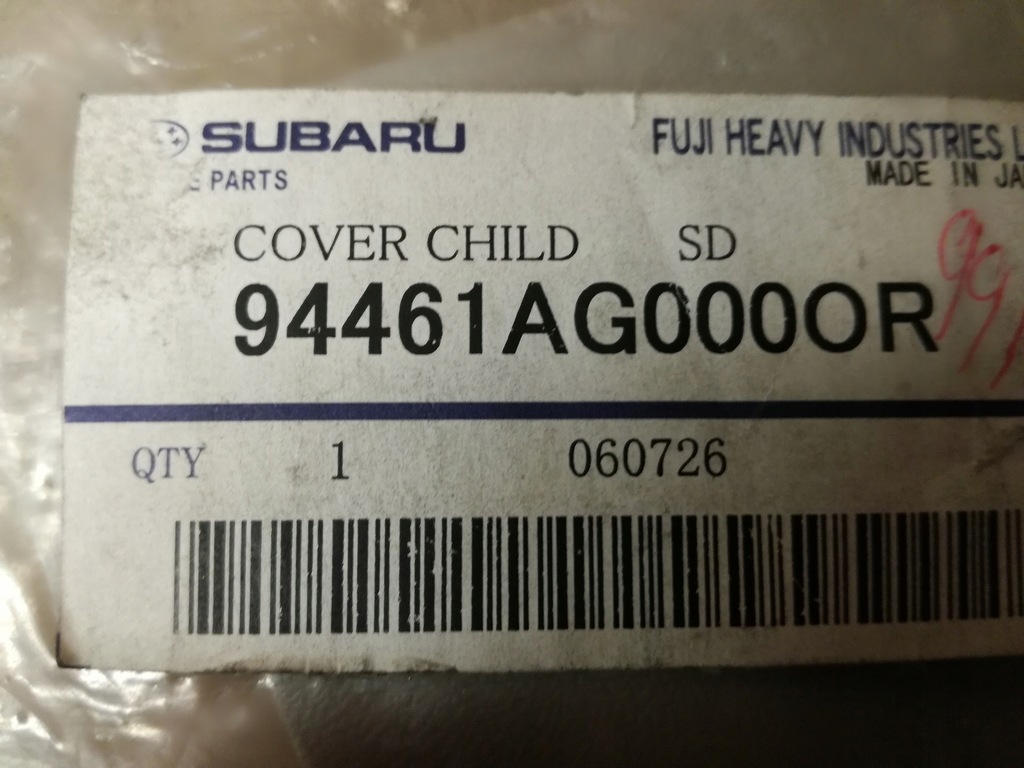 SUBARU
FUJI HEAVY INDUSTRIES
PARTS
MADE IN
COVER CHILD SD
94461AG000OR
QTY 1 060726